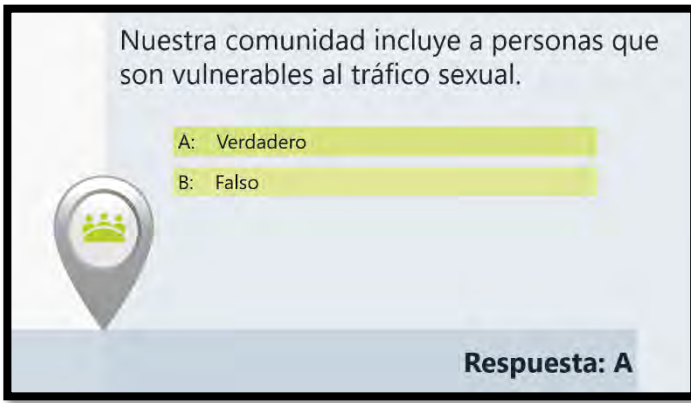 Nuestra comunidad incluye a personas que
son vulnerables al tráfico sexual.
A: Verdadero
B: Falso
Respuesta: A